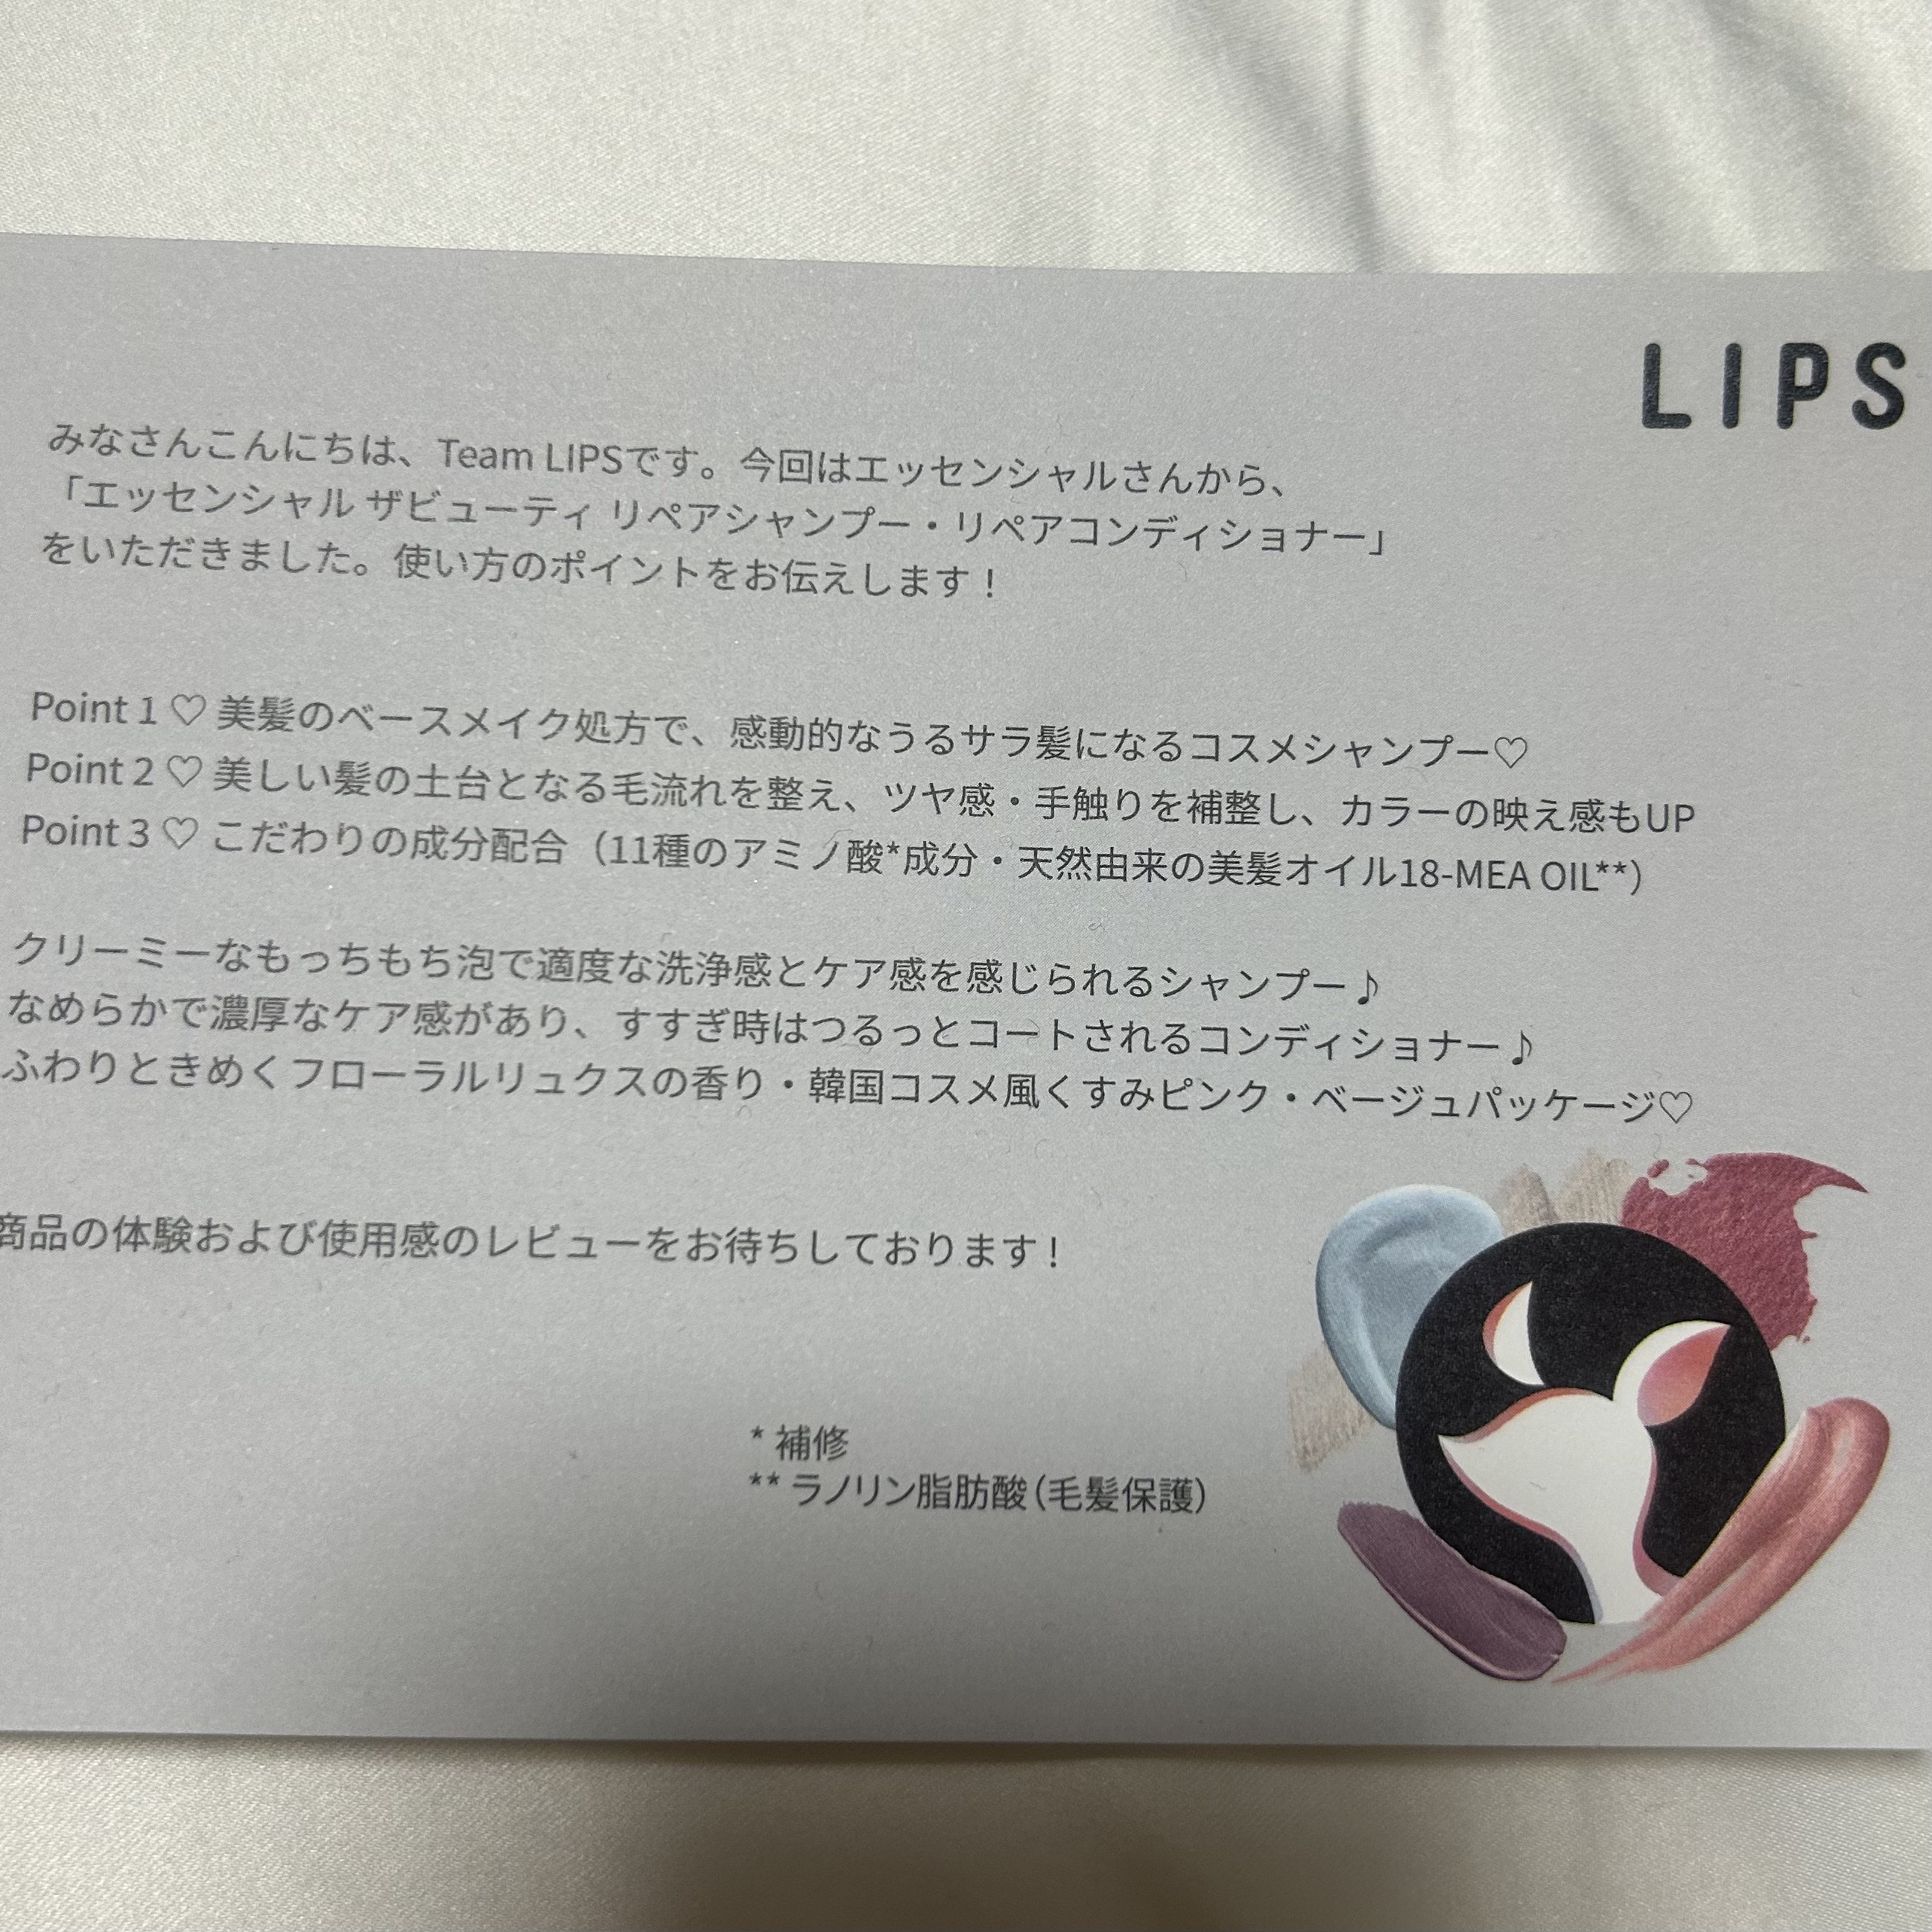 LIPS
みなさんこんにちは、Team LIPSです。今回はエッセンシャルさんから、
「エッセンシャル ザビューティ リペアシャンプー・リペアコンディショナー」
をいただきました。使い方のポイントをお伝えします！
Point 1 ♡ 美髪のベースメイク処方で、感動的なうるサラ髪になるコスメシャンプー♡
Point 2 ♡ 美しい髪の土台となる毛流れを整え、ツヤ感・手触りを補整し、カラーの映え感もUP
Point 3 ♡ こだわりの成分配合（11種のアミノ酸*成分・天然由来の美髪オイル18-MEA OIL**）
クリーミーなもっちもち泡で適度な洗浄感とケア感を感じられるシャンプー♪
なめらかで濃厚なケア感があり、すすぎ時はつるっとコートされるコンディショナー♪
ふわりときめくフローラルリュクスの香り・韓国コスメ風くすみピンク・ベージュパッケージ♡
商品の体験および使用感のレビューをお待ちしております！
* 補修
** ラノリン脂肪酸（毛髪保護）